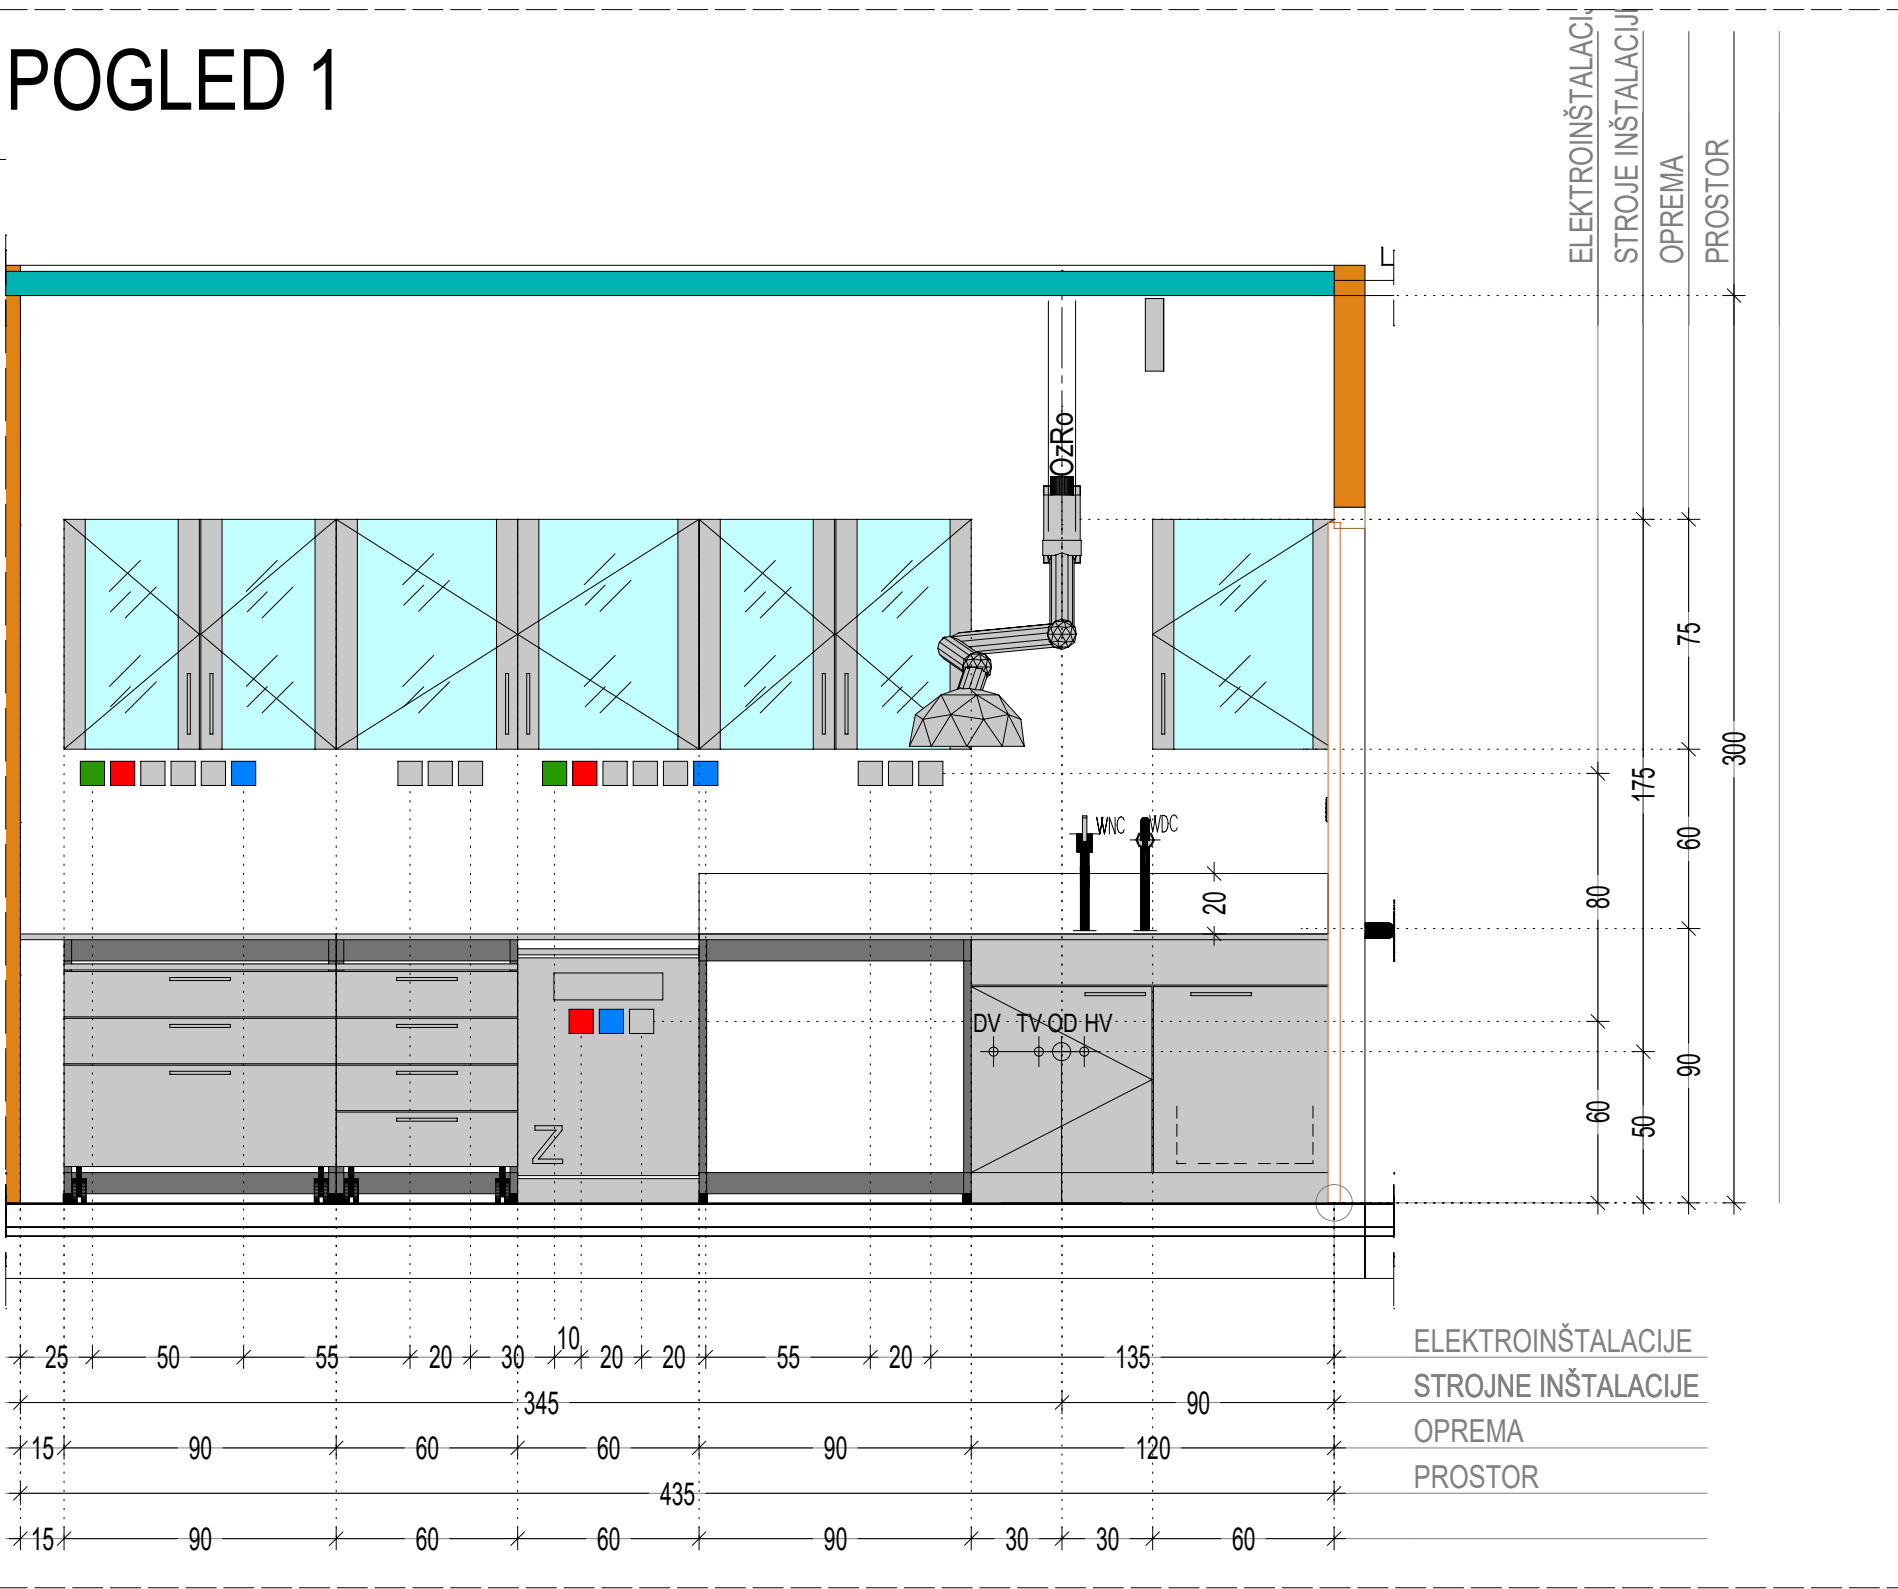 POGLED 1
ELEKTROINŠTALACIJ
STROJE INŠTALACIJ
OPREMA
PROSTOR
OzRo
75
300
175
WNC
WDC
60
80
20
DV TV OD HV
90
60
50
Z
25 50 55 20 30 10 20 20 55 20 135 ELEKTROINŠTALACIJE
345 90 STROJNE INŠTALACIJE
15 90 60 60 90 120 OPREMA
435 PROSTOR
15 90 60 60 90 30 30 60